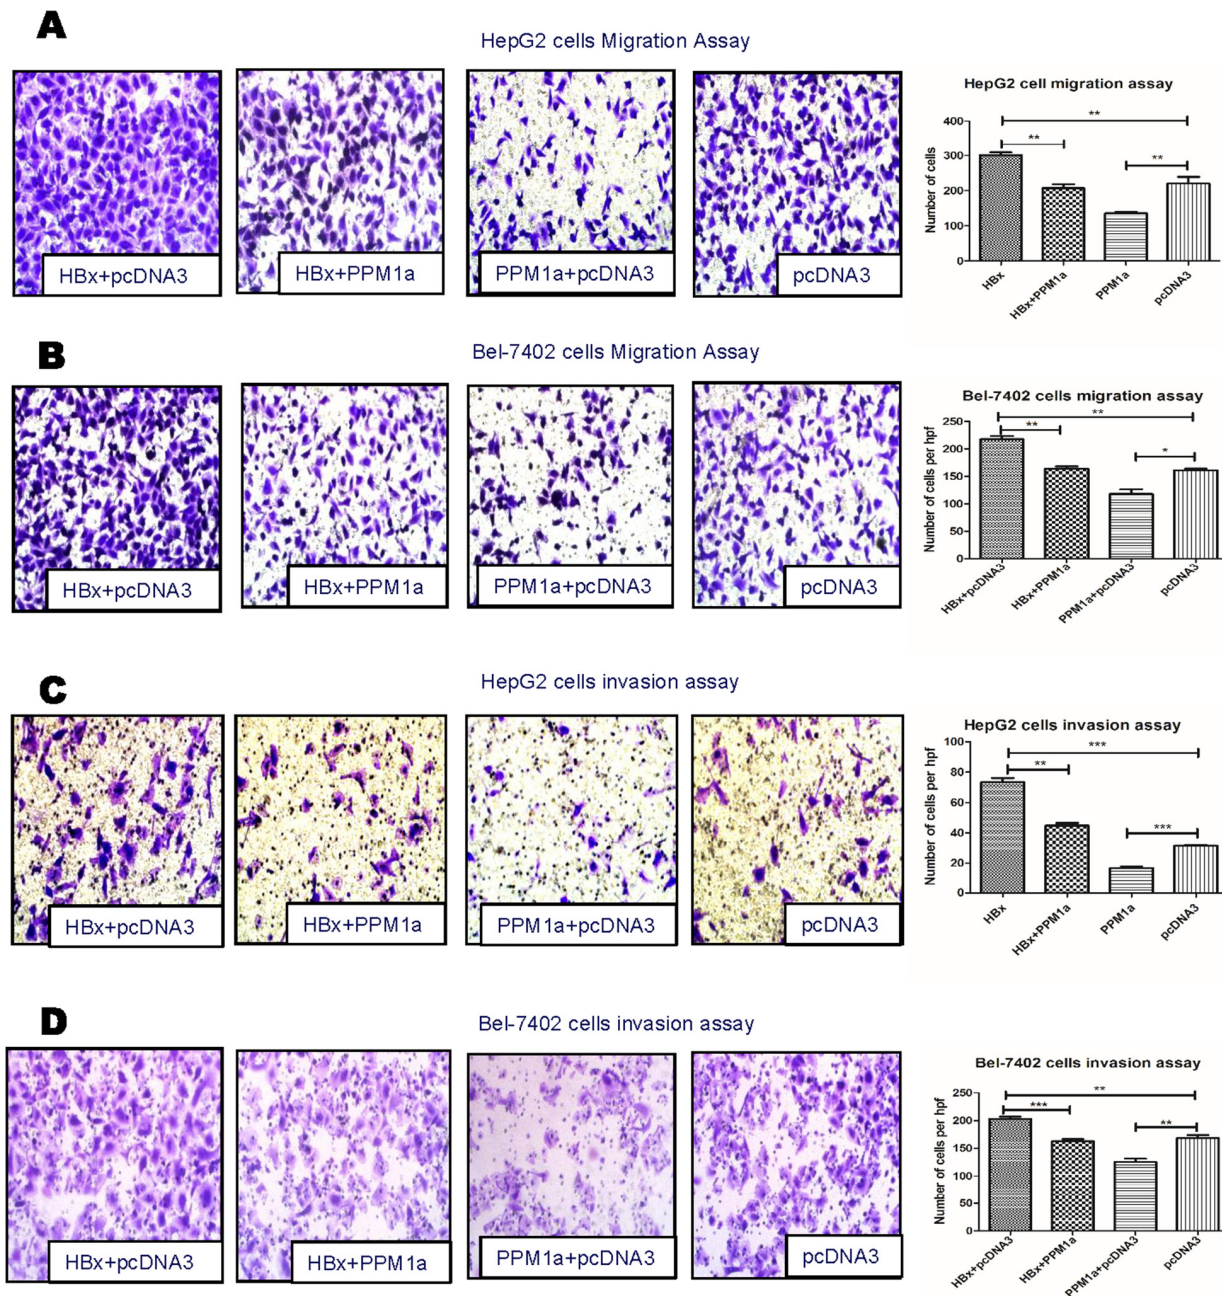 A
HepG2 cells Migration Assay
HBx+pcDNA3
HBx+PPM1a
PPM1a+pcDNA3
pcDNA3
HepG2 cell migration assay
Number of cells
400
300
200
100
0
**
**
**
HBx
HBx+PPM1a
PPM1a
pcDNA3
B
Bel-7402 cells Migration Assay
HBx+pcDNA3
HBx+PPM1a
PPM1a+pcDNA3
pcDNA3
Bel-7402 cells migration assay
Number of cells per hpf
250
200
150
100
50
0
**
**
*
HBx+pcDNA3
HBx+PPM1a
PPM1a+pcDNA3
pcDNA3
C
HepG2 cells invasion assay
HBx+pcDNA3
HBx+PPM1a
PPM1a+pcDNA3
pcDNA3
HepG2 cells invasion assay
Number of cells per hpf
100
80
60
40
20
0
***
**
***
HBx
HBx+PPM1a
PPM1a
pcDNA3
D
Bel-7402 cells invasion assay
HBx+pcDNA3
HBx+PPM1a
PPM1a+pcDNA3
pcDNA3
Bel-7402 cells invasion assay
Number of cells per hpf
250
200
150
100
50
0
**
***
**
HBx+pcDNA3
HBx+PPM1a
PPM1a+pcDNA3
pcDNA3